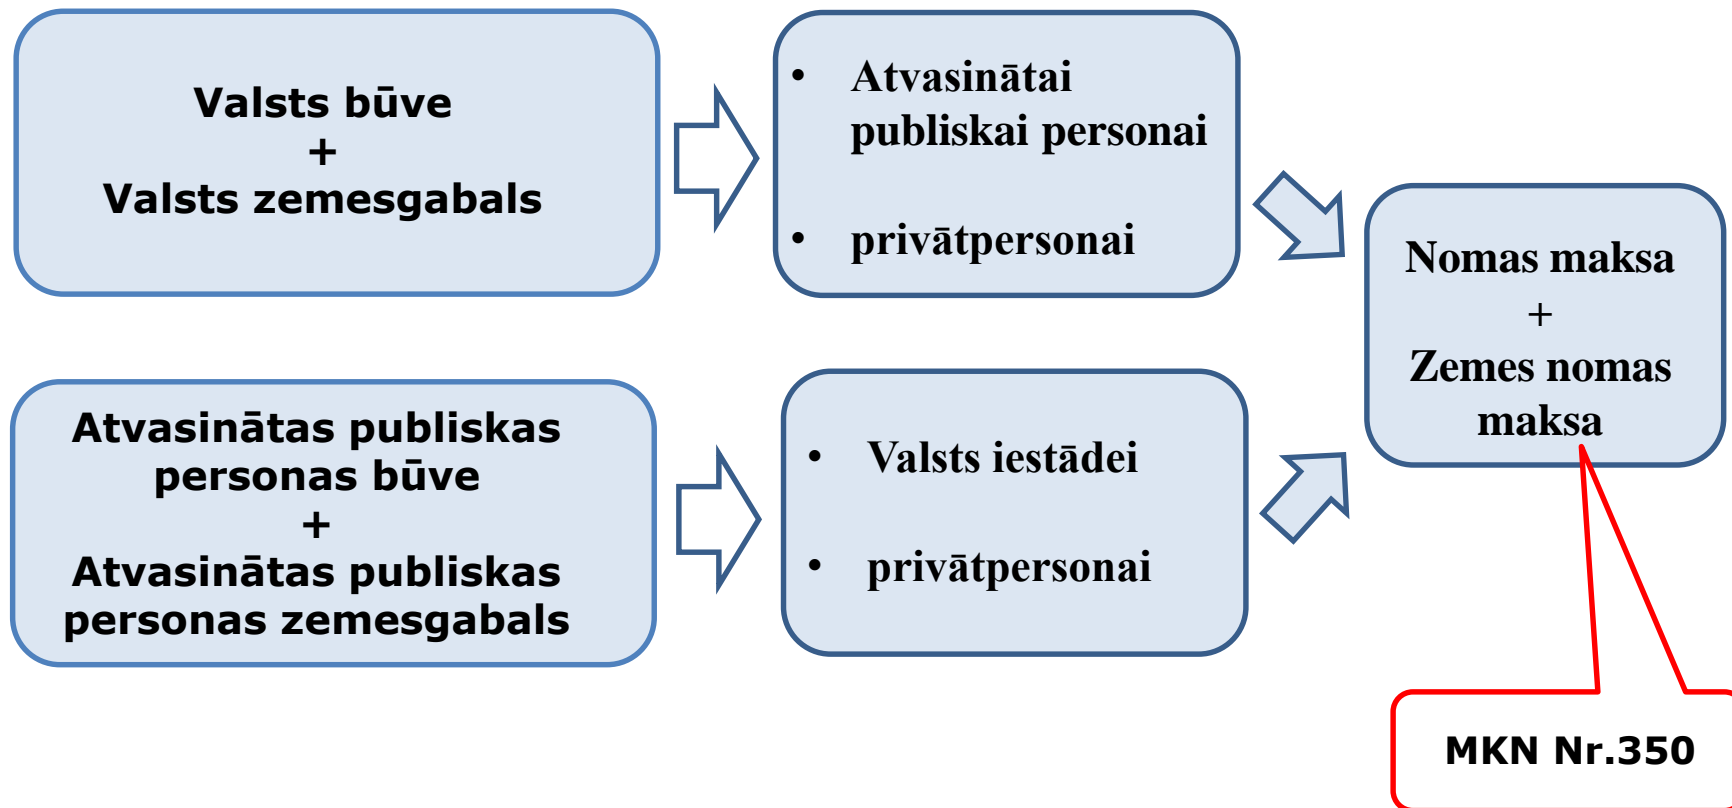 Valsts būve
+
Valsts zemesgabals
• Atvasinātai
publiskai personai
• privātpersonai
Atvasinātas publiskas
personas būve
+
Atvasinātas publiskas
personas zemesgabals
• Valsts iestādei
• privātpersonai
Nomas maksa
+
Zemes nomas
maksa
MKN Nr.350